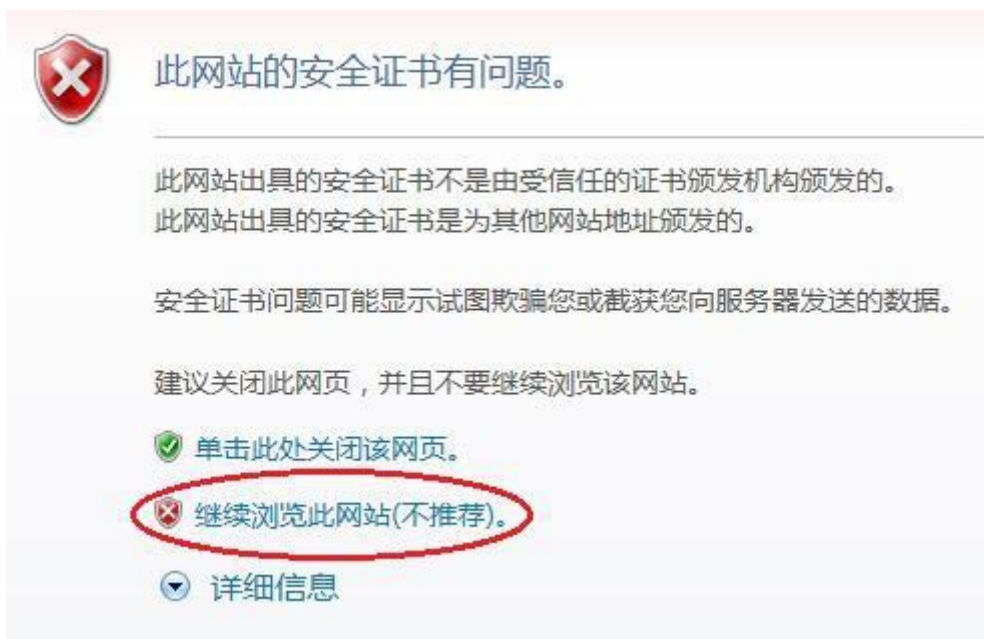 此网站的安全证书有问题。
此网站出具的安全证书不是由受信任的证书颁发机构颁发的。
此网站出具的安全证书是为其他网站地址颁发的。
安全证书问题可能显示试图欺骗您或截获您向服务器发送的数据。
建议关闭此网页，并且不要继续浏览该网站。
单击此处关闭该网页。
继续浏览此网站(不推荐)。
详细信息